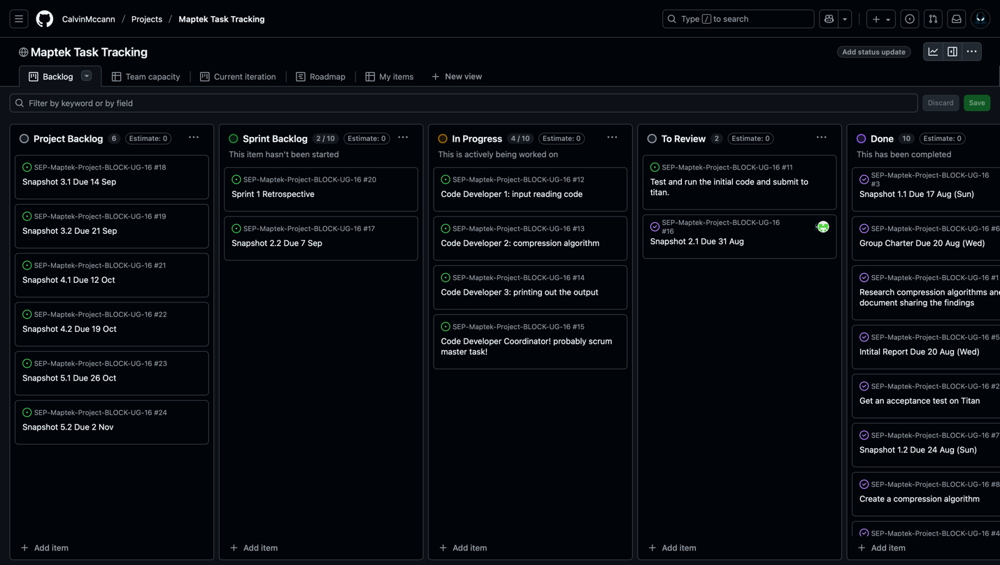 CalvinMccann / Projects / Maptek Task Tracking
Type / to search
Maptek Task Tracking
Add status update
Backlog
Team capacity
Current iteration
Roadmap
My items
+ New view
Filter by keyword or by field
Discard
Save
Project Backlog 6 Estimate: 0
SEP-Maptek-Project-BLOCK-UG-16 #18
Snapshot 3.1 Due 14 Sep
SEP-Maptek-Project-BLOCK-UG-16 #19
Snapshot 3.2 Due 21 Sep
SEP-Maptek-Project-BLOCK-UG-16 #21
Snapshot 4.1 Due 12 Oct
SEP-Maptek-Project-BLOCK-UG-16 #22
Snapshot 4.2 Due 19 Oct
SEP-Maptek-Project-BLOCK-UG-16 #23
Snapshot 5.1 Due 26 Oct
SEP-Maptek-Project-BLOCK-UG-16 #24
Snapshot 5.2 Due 2 Nov
+ Add item
Sprint Backlog 2 / 10 Estimate: 0
This item hasn't been started
SEP-Maptek-Project-BLOCK-UG-16 #20
Sprint 1 Retrospective
SEP-Maptek-Project-BLOCK-UG-16 #17
Snapshot 2.2 Due 7 Sep
+ Add item
In Progress 4 / 10 Estimate: 0
This is actively being worked on
SEP-Maptek-Project-BLOCK-UG-16 #12
Code Developer 1: input reading code
SEP-Maptek-Project-BLOCK-UG-16 #13
Code Developer 2: compression algorithm
SEP-Maptek-Project-BLOCK-UG-16 #14
Code Developer 3: printing out the output
SEP-Maptek-Project-BLOCK-UG-16 #15
Code Developer Coordinator! probably scrum
master task!
+ Add item
To Review 2 Estimate: 0
SEP-Maptek-Project-BLOCK-UG-16 #11
Test and run the initial code and submit to
titan.
SEP-Maptek-Project-BLOCK-UG-16
#16
Snapshot 2.1 Due 31 Aug
+ Add item
Done 10 Estimate: 0
This has been completed
SEP-Maptek-Project-BLOCK-UG-16
#3
Snapshot 1.1 Due 17 Aug (Sun)
SEP-Maptek-Project-BLOCK-UG-16 #6
Group Charter Due 20 Aug (Wed)
SEP-Maptek-Project-BLOCK-UG-16 #1
Research compression algorithms and
document sharing the findings
SEP-Maptek-Project-BLOCK-UG-16 #5
Intital Report Due 20 Aug (Wed)
SEP-Maptek-Project-BLOCK-UG-16 #2
Get an acceptance test on Titan
SEP-Maptek-Project-BLOCK-UG-16 #7
Snapshot 1.2 Due 24 Aug (Sun)
SEP-Maptek-Project-BLOCK-UG-16 #8
Create a compression algorithm
SEP-Maptek-Project-BLOCK-UG-16 #4
+ Add item